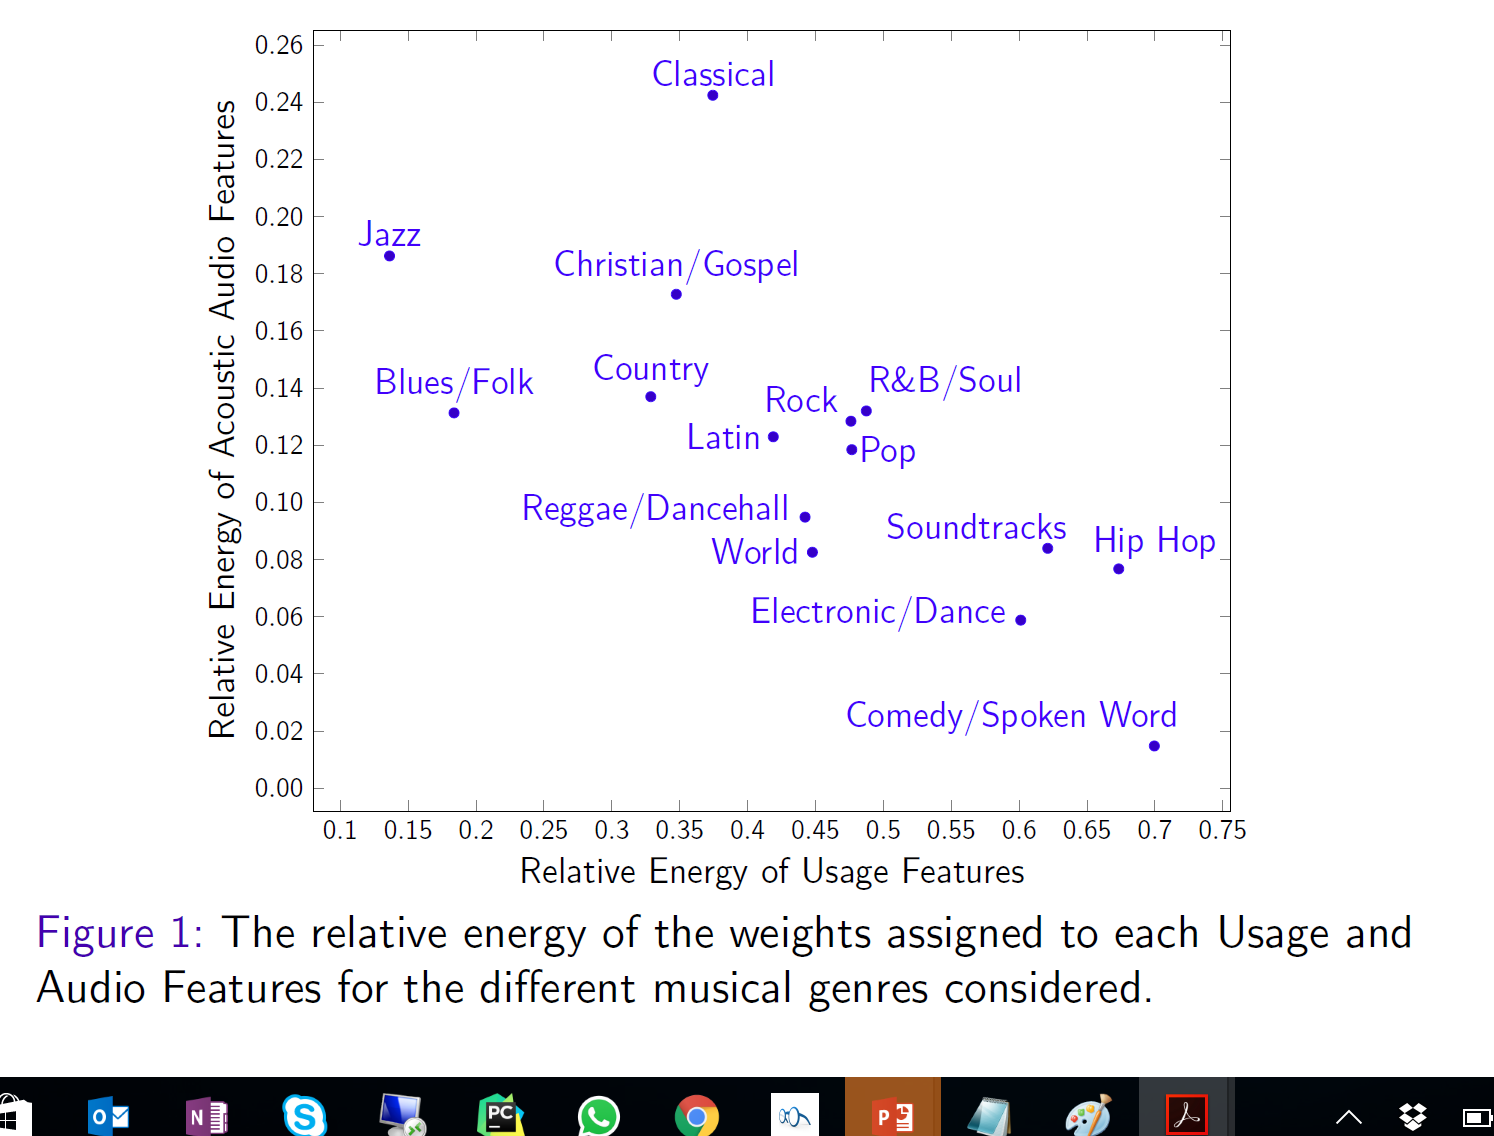 0.26
Classical
0.24
0.22
0.20
Jazz
Christian/Gospel
0.18
0.16
Country
Blues/Folk
R&B/Soul
0.14
Rock
Latin
0.12
Pop
Reggae/Dancehall
0.10
Soundtracks
Hip Hop
World
0.08
Electronic/Dance
0.06
0.04
Comedy/Spoken Word
0.02
0.00
Relative Energy of Acoustic Audio Features
0.1 0.15 0.2 0.25 0.3 0.35 0.4 0.45 0.5 0.55 0.6 0.65 0.7 0.75
Relative Energy of Usage Features
Figure 1: The relative energy of the weights assigned to each Usage and
Audio Features for the different musical genres considered.
PC